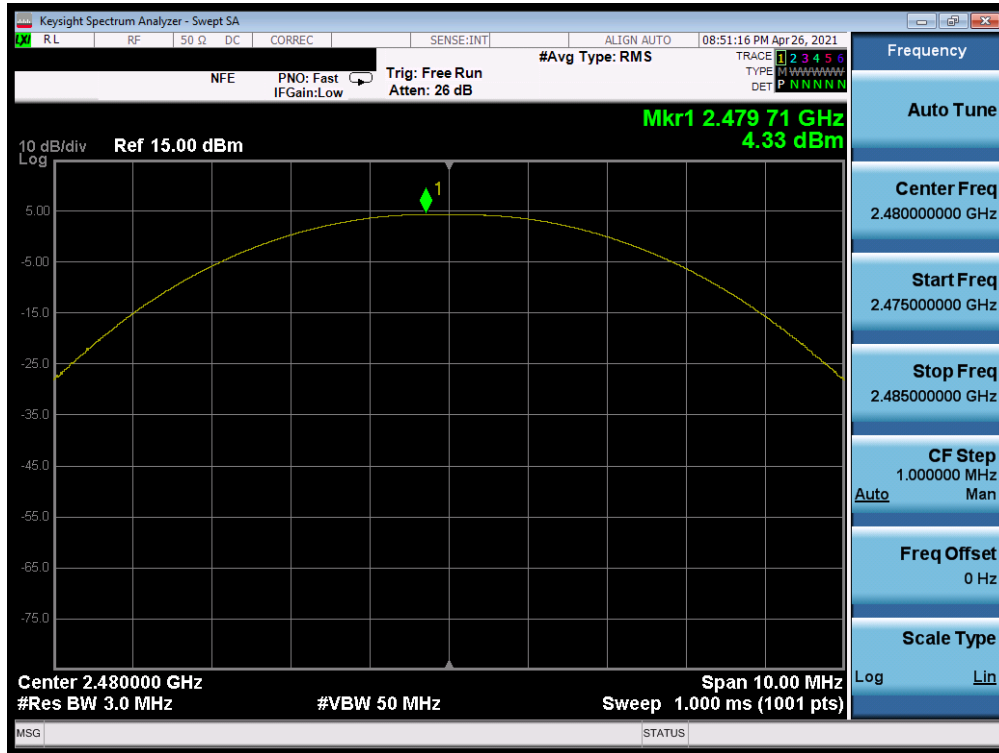 Keysight Spectrum Analyzer - Swept SA
LXI RL RF 50 Ω DC CORREC SENSE:INT ALIGN AUTO 08:51:16 PM Apr 26, 2021
#Avg Type: RMS
TRACE 1 2 3 4 5 6
TYPE M WWWWW
DET P N N N N N
NFE
PNO: Fast
IFGain:Low
Trig: Free Run
Atten: 26 dB
Mkr1 2.479 71 GHz
4.33 dBm
10 dB/div Ref 15.00 dBm
Log
1
5.00
-5.00
-15.0
-25.0
-35.0
-45.0
-55.0
-65.0
-75.0
Center 2.480000 GHz
Span 10.00 MHz
#Res BW 3.0 MHz
#VBW 50 MHz
Sweep 1.000 ms (1001 pts)
MSG
STATUS
Frequency
Auto Tune
Center Freq
2.480000000 GHz
Start Freq
2.475000000 GHz
Stop Freq
2.485000000 GHz
CF Step
1.000000 MHz
Auto Man
Freq Offset
0 Hz
Scale Type
Log Lin